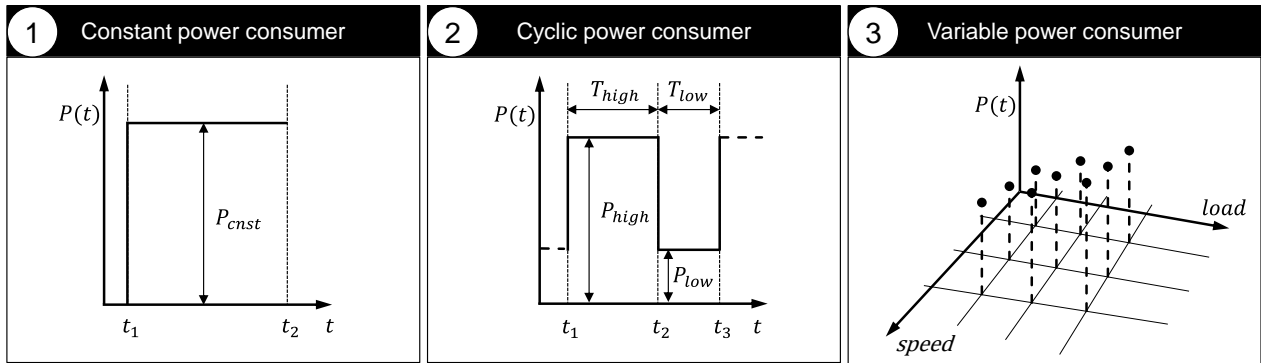 1 Constant power consumer
P(t)
P_cnst
t_1 t_2 t
2 Cyclic power consumer
T_high T_low
P(t)
P_high
P_low
t_1 t_2 t_3 t
3 Variable power consumer
P(t)
load
speed